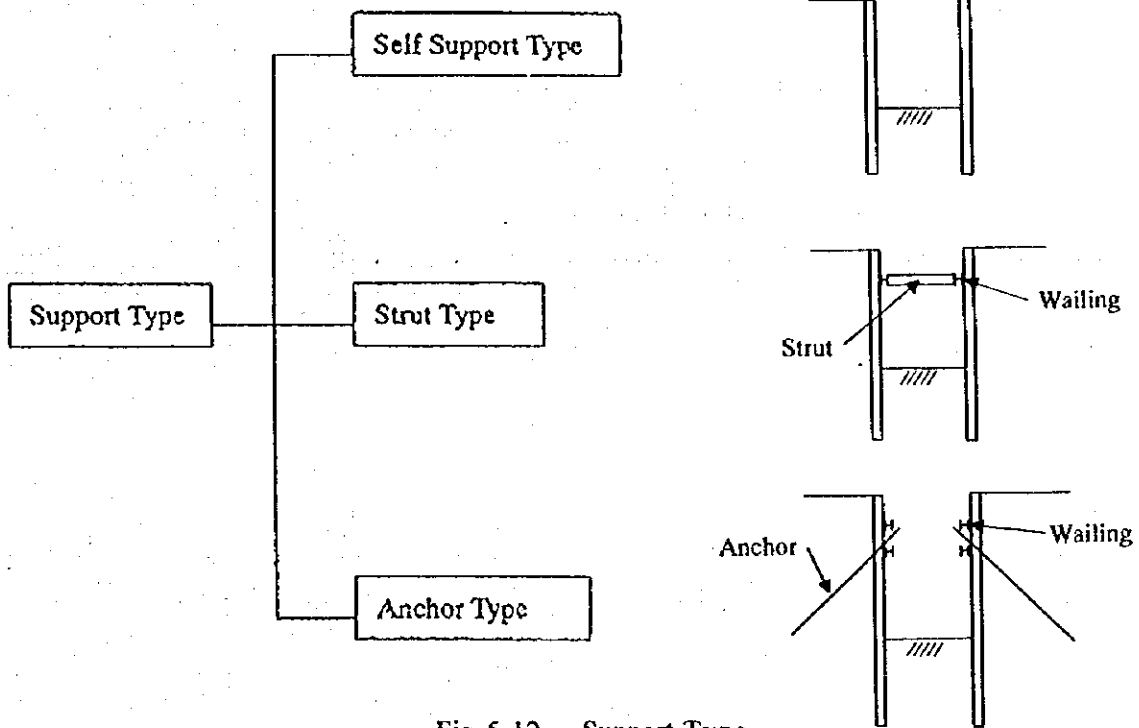 Self Support Type
Support Type
Strut Type
Wailing
Strut
Anchor
Wailing
Anchor Type
Fig. 5.12 Support Type